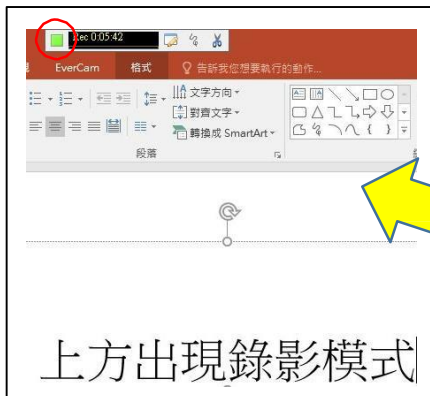 Rec 0:05:42
EverCam 格式 告訴我您想要執行的動作...
文字方向
對齊文字
轉換成 SmartArt
段落
上方出現錄影模式